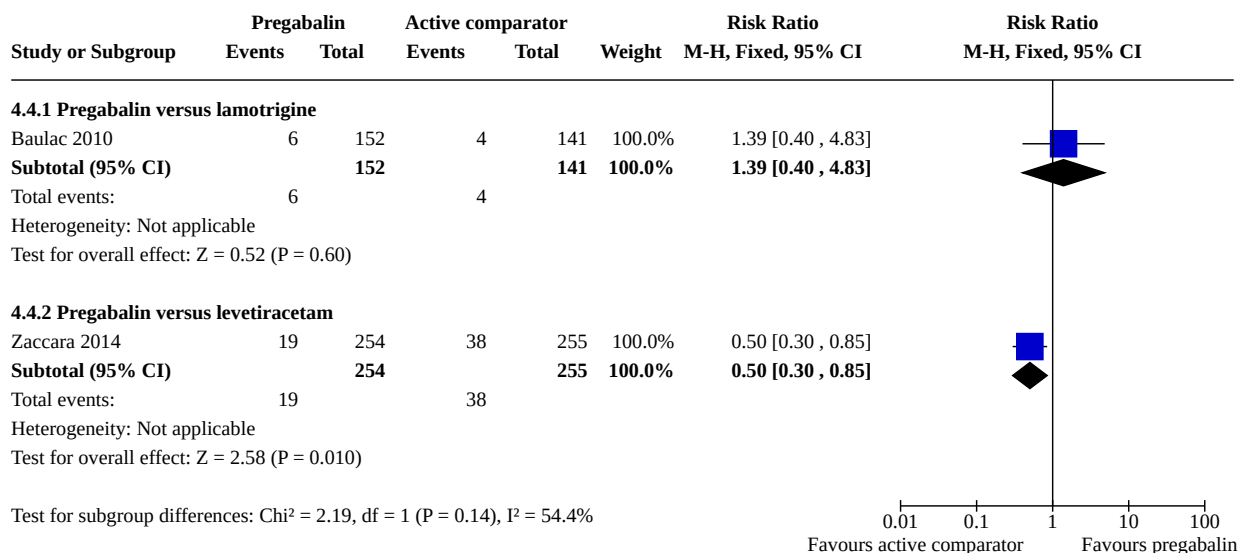 Pregabalin Active comparator Risk Ratio Risk Ratio
Study or Subgroup Events Total Events Total Weight M-H, Fixed, 95% CI M-H, Fixed, 95% CI
4.4.1 Pregabalin versus lamotrigine
Baulac 2010 6 152 4 141 100.0% 1.39 [0.40 , 4.83]
Subtotal (95% CI) 152 141 100.0% 1.39 [0.40 , 4.83]
Total events: 6 4
Heterogeneity: Not applicable
Test for overall effect: Z = 0.52 (P = 0.60)
4.4.2 Pregabalin versus levetiracetam
Zaccara 2014 19 254 38 255 100.0% 0.50 [0.30 , 0.85]
Subtotal (95% CI) 254 255 100.0% 0.50 [0.30 , 0.85]
Total events: 19 38
Heterogeneity: Not applicable
Test for overall effect: Z = 2.58 (P = 0.010)
Test for subgroup differences: Chi² = 2.19, df = 1 (P = 0.14), I² = 54.4%
0.01 0.1 1 10 100
Favours active comparator Favours pregabalin